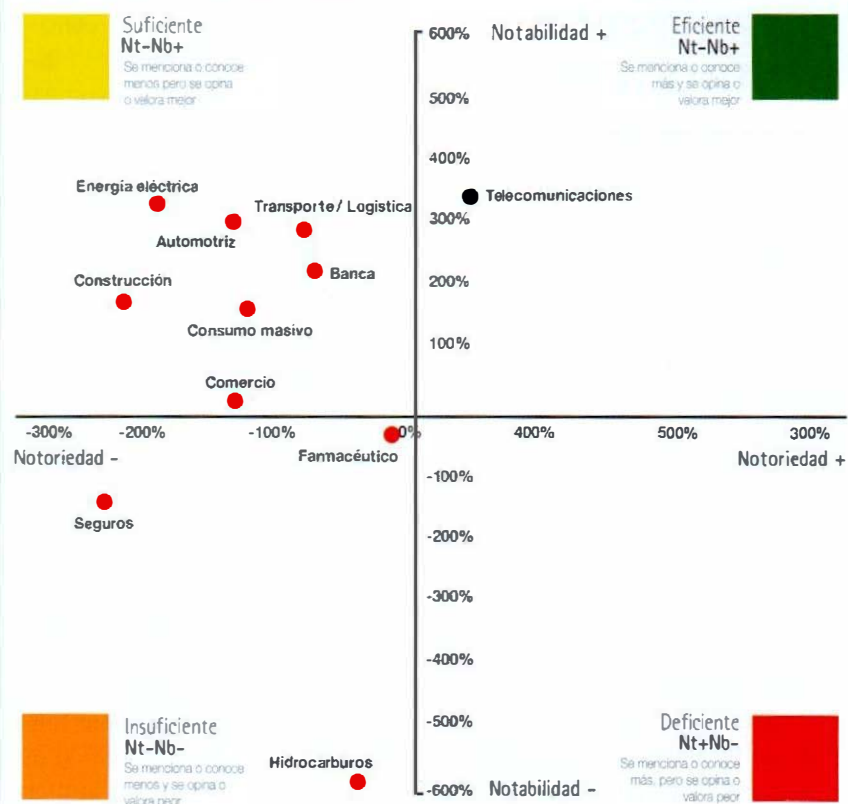 Suficiente
Nt-Nb+
Se menciona o conoce
menos pero se opina
o valora mejor
600% Notabilidad +
Eficiente
Nt-Nb+
Se menciona o conoce
más y se opina o
valora mejor
500%
400%
Energía eléctrica
Transporte/ Logistica
Telecomunicaciones
300%
Automotriz
Banca
Construcción
200%
Consumo masivo
100%
Comercio
-300% -200% -100% 0% 400% 500% 300%
Notoriedad -
Farmacéutico
Notoriedad +
-100%
Seguros
-200%
-300%
-400%
-500%
Insuficiente
Nt-Nb-
Se menciona o conoce
menos y se opina o
valora peor
Hidrocarburos
-600% Notabilidad -
Deficiente
Nt+Nb-
Se menciona o conoce
más, pero se opina o
valora peor